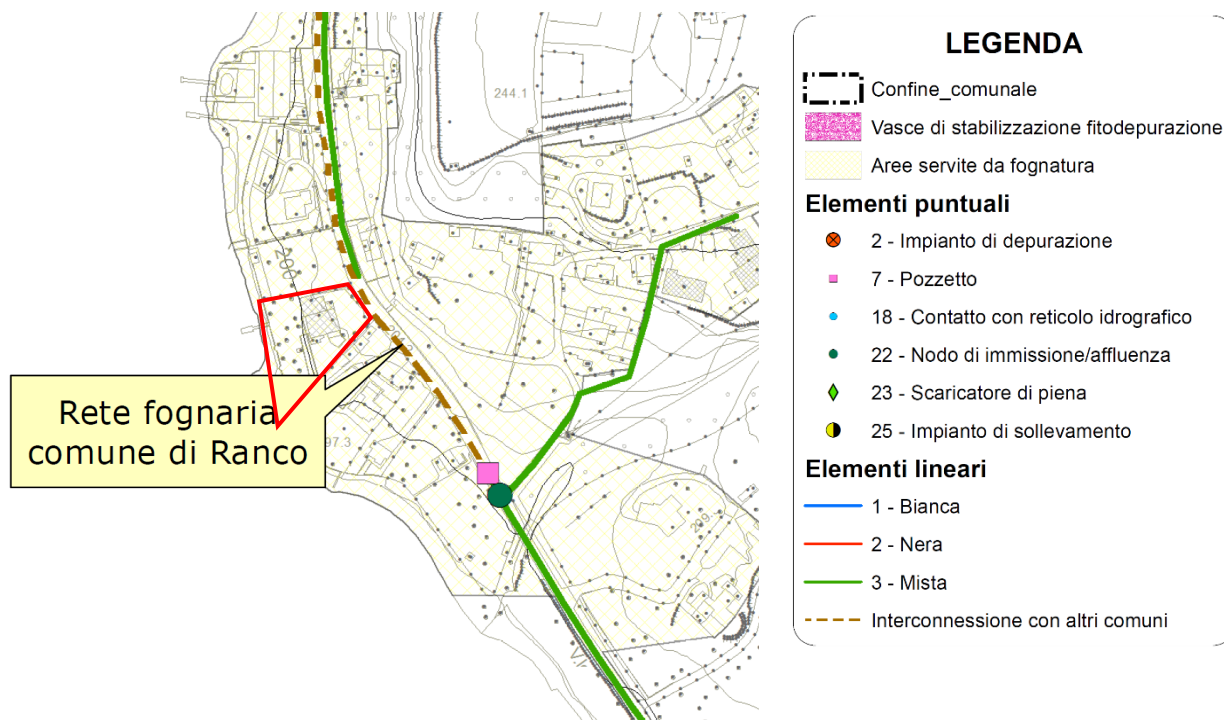 244.1
200
Rete fognaria
comune di Ranco
97.3
LEGENDA
Confine_comunale
Vasce di stabilizzazione fitodepurazione
Aree servite da fognatura
Elementi puntuali
2 - Impianto di depurazione
7 - Pozzetto
18 - Contatto con reticolo idrografico
22 - Nodo di immissione/affluenza
23 - Scaricatore di piena
25 - Impianto di sollevamento
Elementi lineari
1 - Bianca
2 - Nera
3 - Mista
Interconnessione con altri comuni